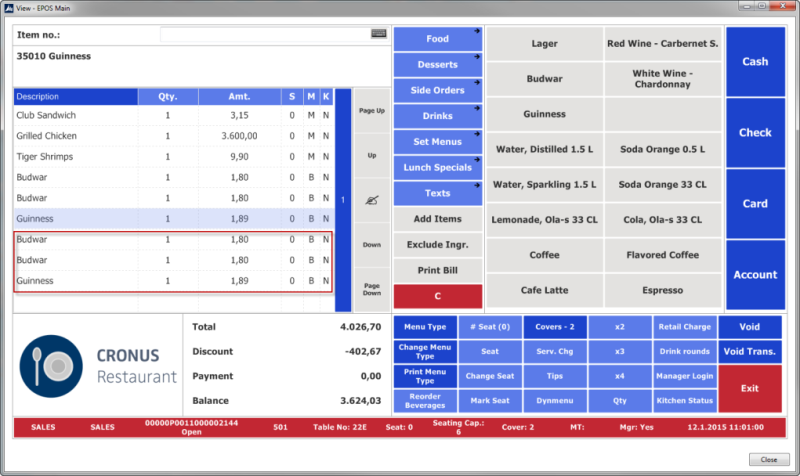 View - EPOS Main
Item no.:
35010 Guinness
Description Qty. Amt. S M K
Club Sandwich 1 3,15 0 M N
Grilled Chicken 1 3.600,00 0 M N
Tiger Shrimps 1 9,90 0 M N
Budwar 1 1,80 0 B N
Budwar 1 1,80 0 B N
Guinness 1 1,89 0 B N
Budwar 1 1,80 0 B N
Budwar 1 1,80 0 B N
Guinness 1 1,89 0 B N
1
Page Up
Up
Down
Page
Down
Food
Desserts
Side Orders
Drinks
Set Menus
Lunch Specials
Texts
Add Items
Exclude Ingr.
Print Bill
C
Lager Red Wine - Carbernet S.
Budwar White Wine -
Chardonnay
Guinness
Water, Distilled 1.5 L Soda Orange 0.5 L
Water, Sparkling 1.5 L Soda Orange 33 CL
Lemonade, Ola-s 33 CL Cola, Ola-s 33 CL
Coffee Flavored Coffee
Cafe Latte Espresso
Cash
Check
Card
Account
CRONUS
Restaurant
Total 4.026,70
Discount -402,67
Payment 0,00
Balance 3.624,03
Menu Type # Seat (0) Covers - 2 x2 Retail Charge Void
Change Menu
Type Seat Serv. Chg x3 Drink rounds Void Trans.
Print Menu
Type Change Seat Tips x4 Manager Login
Reorder
Beverages Mark Seat Dynmenu Qty Kitchen Status
Exit
SALES SALES 00000P0011000002144
Open 501 Table No: 22E Seat: 0 Seating Cap.:
6 Cover: 2 MT: Mgr: Yes 12.1.2015 11:01:00
Close